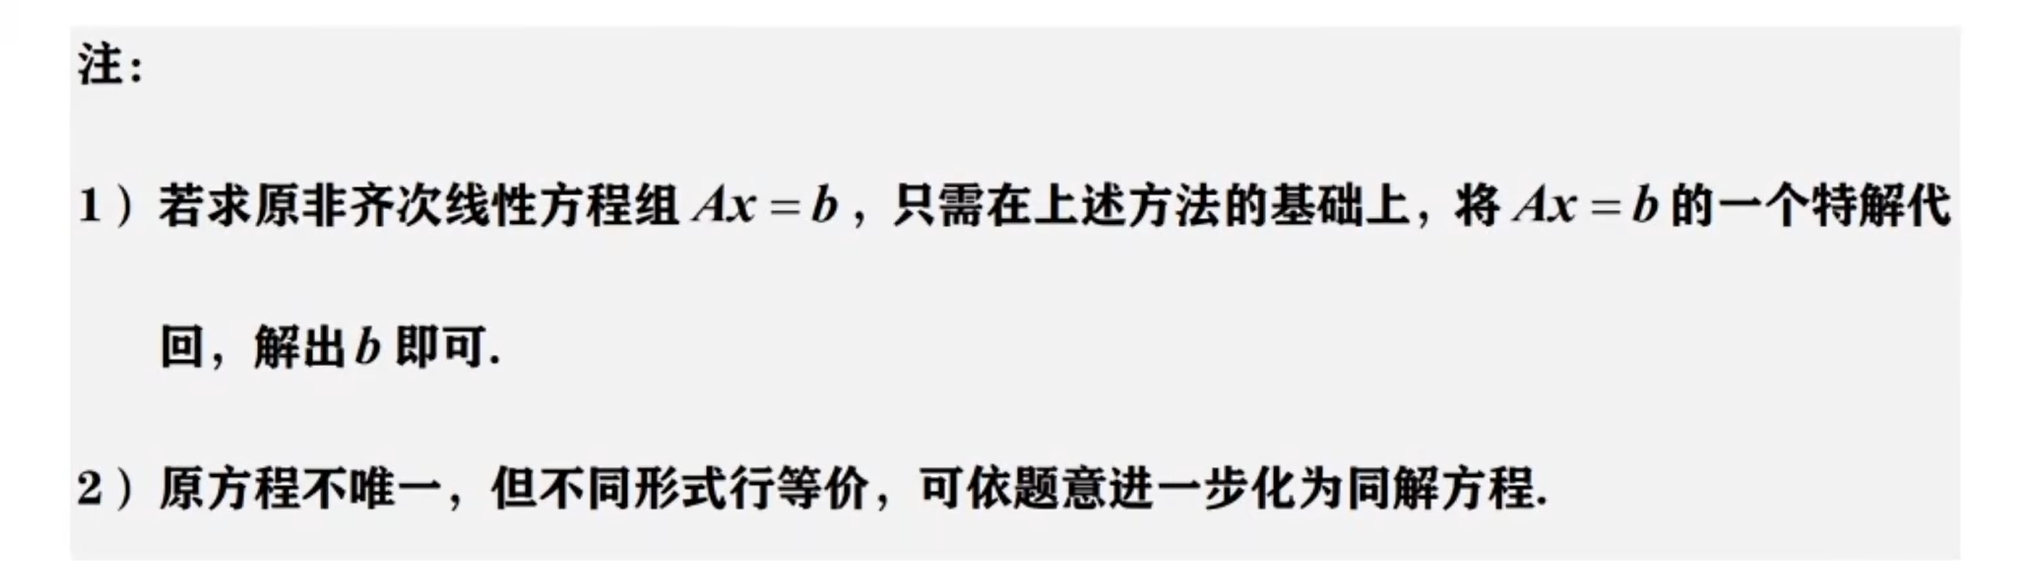 注：
1）若求原非齐次线性方程组 Ax = b，只需在上述方法的基础上，将 Ax = b 的一个特解代
回，解出 b 即可.
2）原方程不唯一，但不同形式行等价，可依题意进一步化为同解方程.